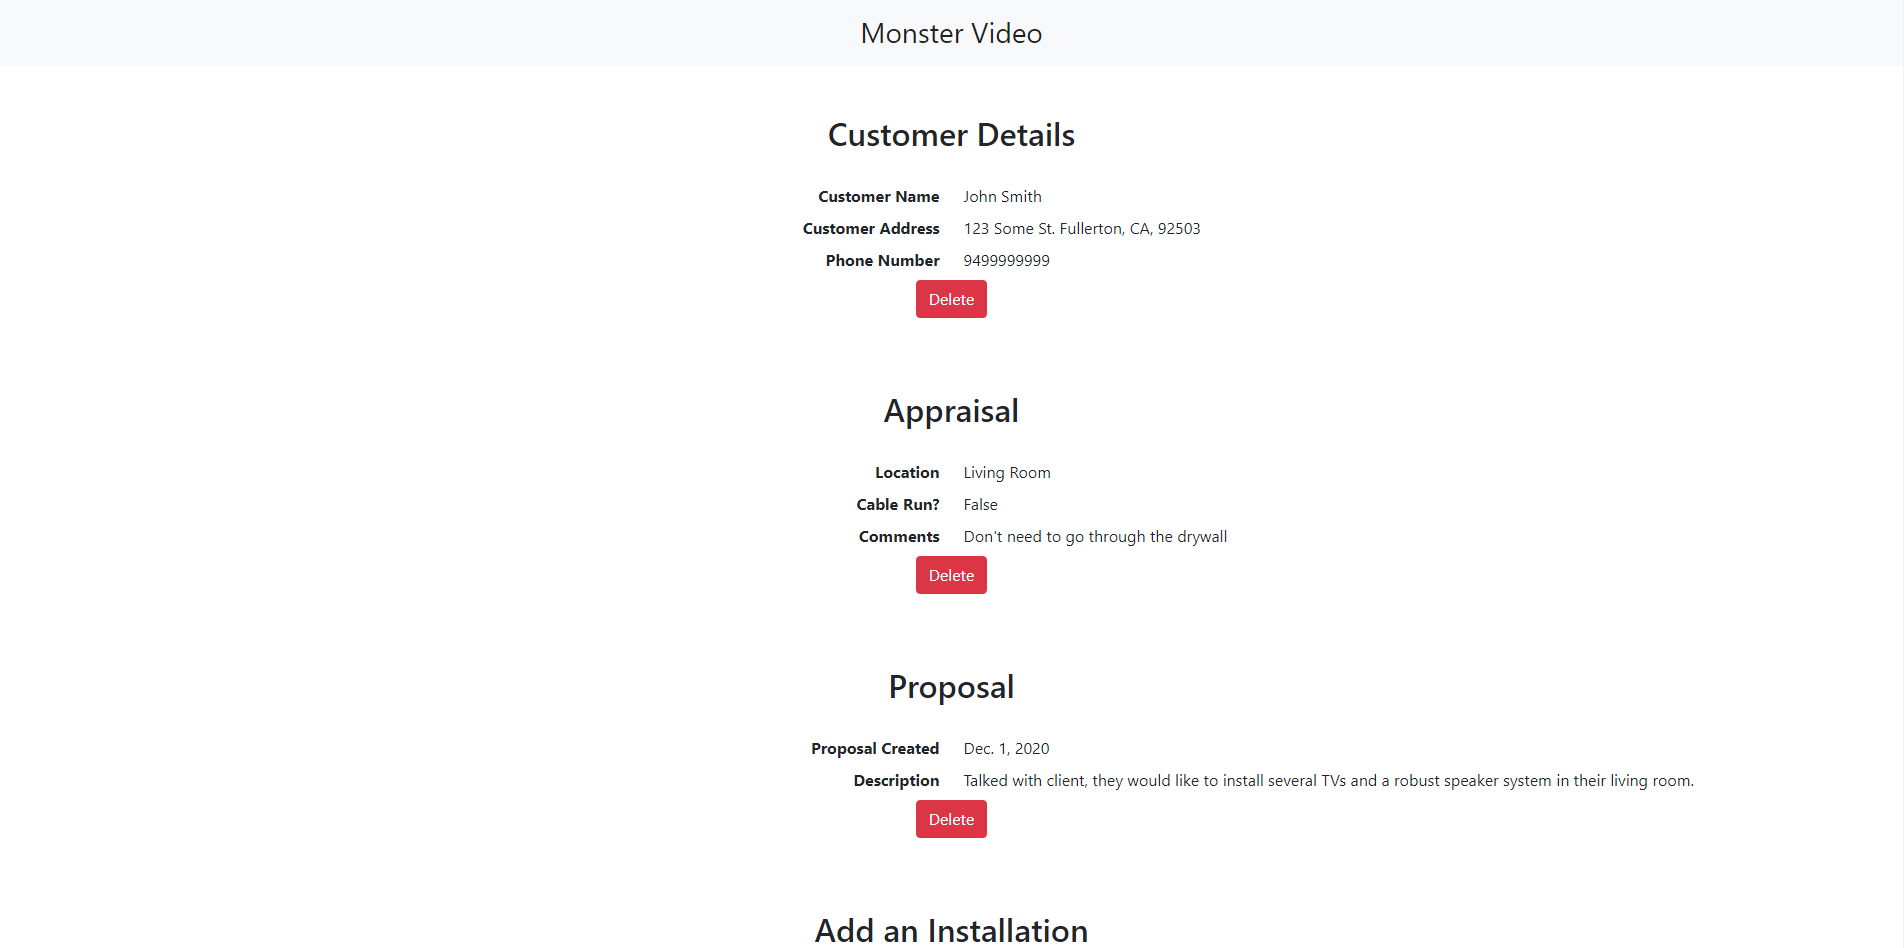 Monster Video
Customer Details
Customer Name John Smith
Customer Address 123 Some St. Fullerton, CA, 92503
Phone Number 9499999999
Delete
Appraisal
Location Living Room
Cable Run? False
Comments Don't need to go through the drywall
Delete
Proposal
Proposal Created Dec. 1, 2020
Description Talked with client, they would like to install several TVs and a robust speaker system in their living room.
Delete
Add an Installation